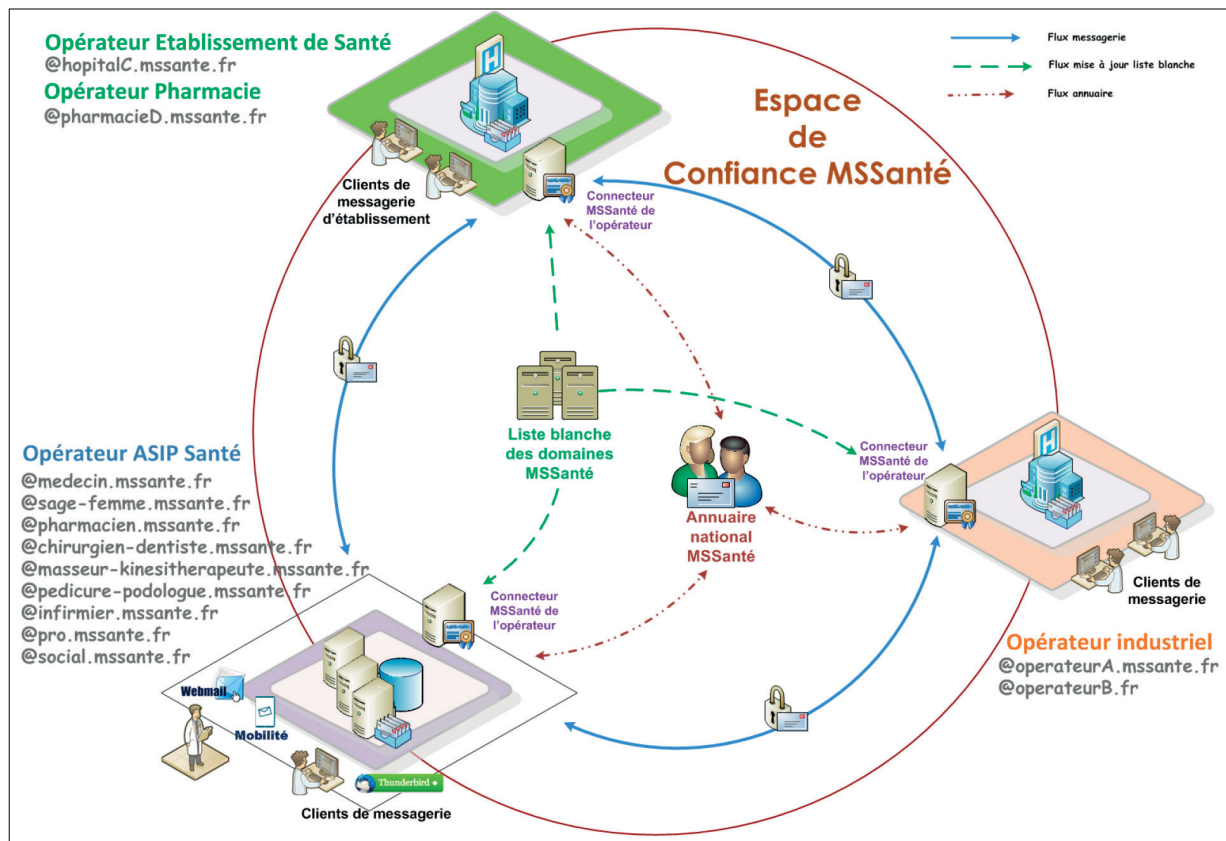 Opérateur Etablissement de Santé
@hopitalC.mssante.fr
Opérateur Pharmacie
@pharmacieD.mssante.fr
Flux messagerie
Flux mise à jour liste blanche
Flux annuaire
Espace
de
Confiance MSSanté
Clients de
messagerie
d'établissement
Connecteur
MSSanté de
l'opérateur
Liste blanche
des domaines
MSSanté
Annuaire
national
MSSanté
Connecteur
MSSanté de
l'opérateur
Clients de
messagerie
Opérateur industriel
@operateurA.mssante.fr
@operateurB.fr
Opérateur ASIP Santé
@medecin.mssante.fr
@sage-femme.mssante.fr
@pharmacien.mssante.fr
@chirurgien-dentiste.mssante.fr
@masseur-kinesitherapeute.mssante.fr
@pedicure-podologue.mssante.fr
@infirmier.mssante.fr
@pro.mssante.fr
@social.mssante.fr
Connecteur
MSSanté de
l'opérateur
Webmail
Mobilité
Thunderbird
Clients de messagerie